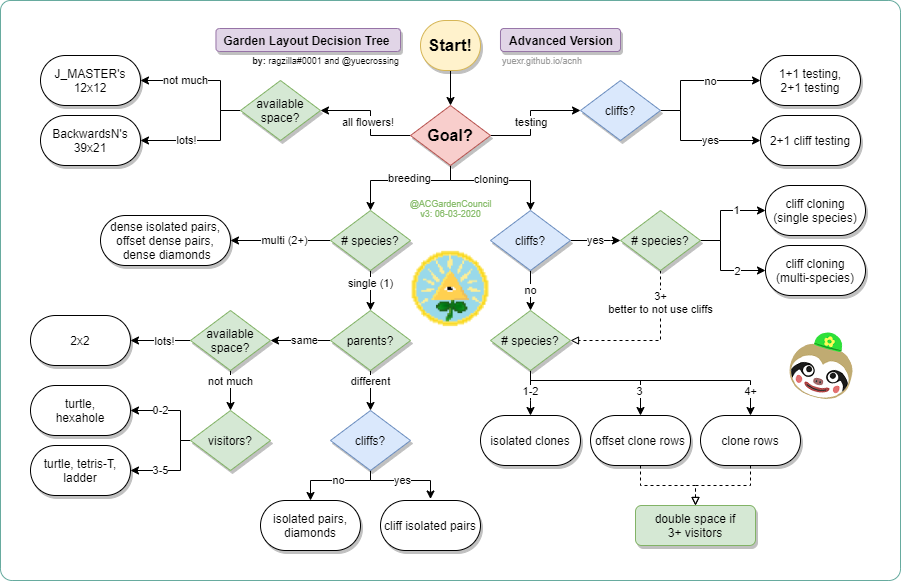 Garden Layout Decision Tree
Start!
Advanced Version
by: ragzilla#0001 and @yuecrossing
yuexr.github.io/acnh
J_MASTER's
12x12
not much
available
space?
all flowers!
BackwardsN's
39x21
lots!
Goal?
testing
cliffs?
no
1+1 testing,
2+1 testing
yes
2+1 cliff testing
breeding
cloning
@ACGardenCouncil
v3: 06-03-2020
dense isolated pairs,
offset dense pairs,
dense diamonds
multi (2+)
# species?
cliffs?
yes
# species?
1
cliff cloning
(single species)
2
cliff cloning
(multi-species)
single (1)
no
3+
better to not use cliffs
2x2
lots!
available
space?
same
parents?
# species?
not much
different
turtle,
hexahole
0-2
visitors?
turtle, tetris-T,
ladder
3-5
cliffs?
1-2
3
4+
isolated clones
offset clone rows
clone rows
no
yes
isolated pairs,
diamonds
cliff isolated pairs
double space if
3+ visitors